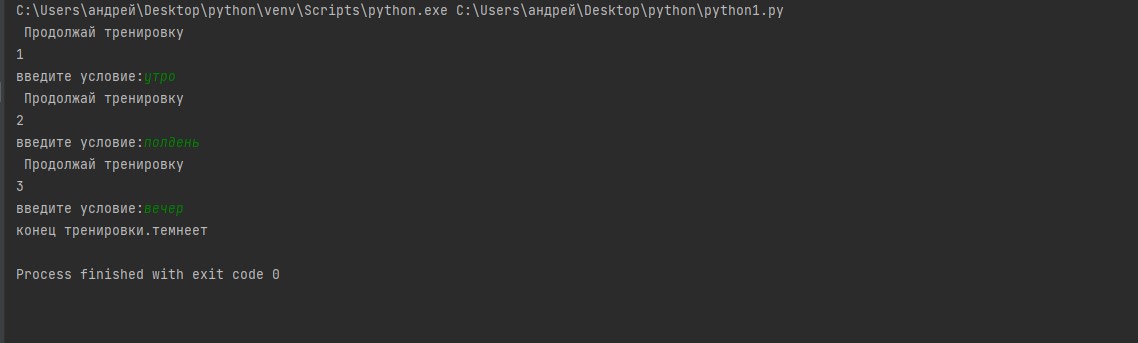 C:\Users\андрей\Desktop\python\venv\Scripts\python.exe C:\Users\андрей\Desktop\python\python1.py
Продолжай тренировку
1
введите условие:утро
Продолжай тренировку
2
введите условие:полдень
Продолжай тренировку
3
введите условие:вечер
конец тренировки.темнеет
Process finished with exit code 0